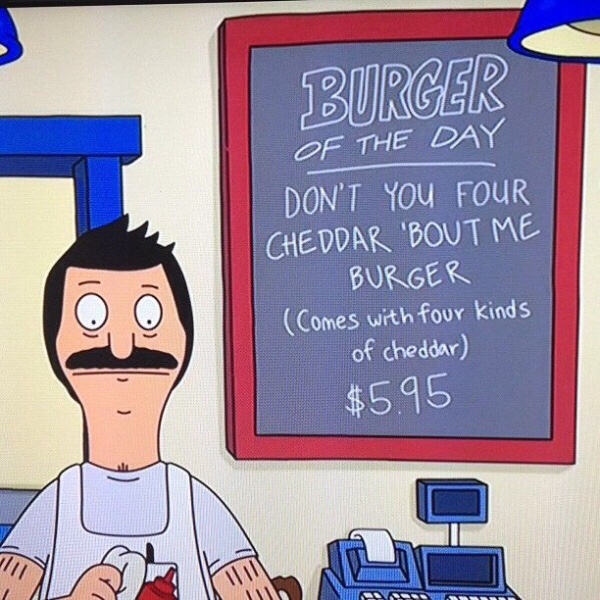 BURGER
OF THE DAY
DON'T YOU FOUR
CHEDDAR 'BOUT ME
BURGER
(Comes with four kinds
of cheddar)
$5.95